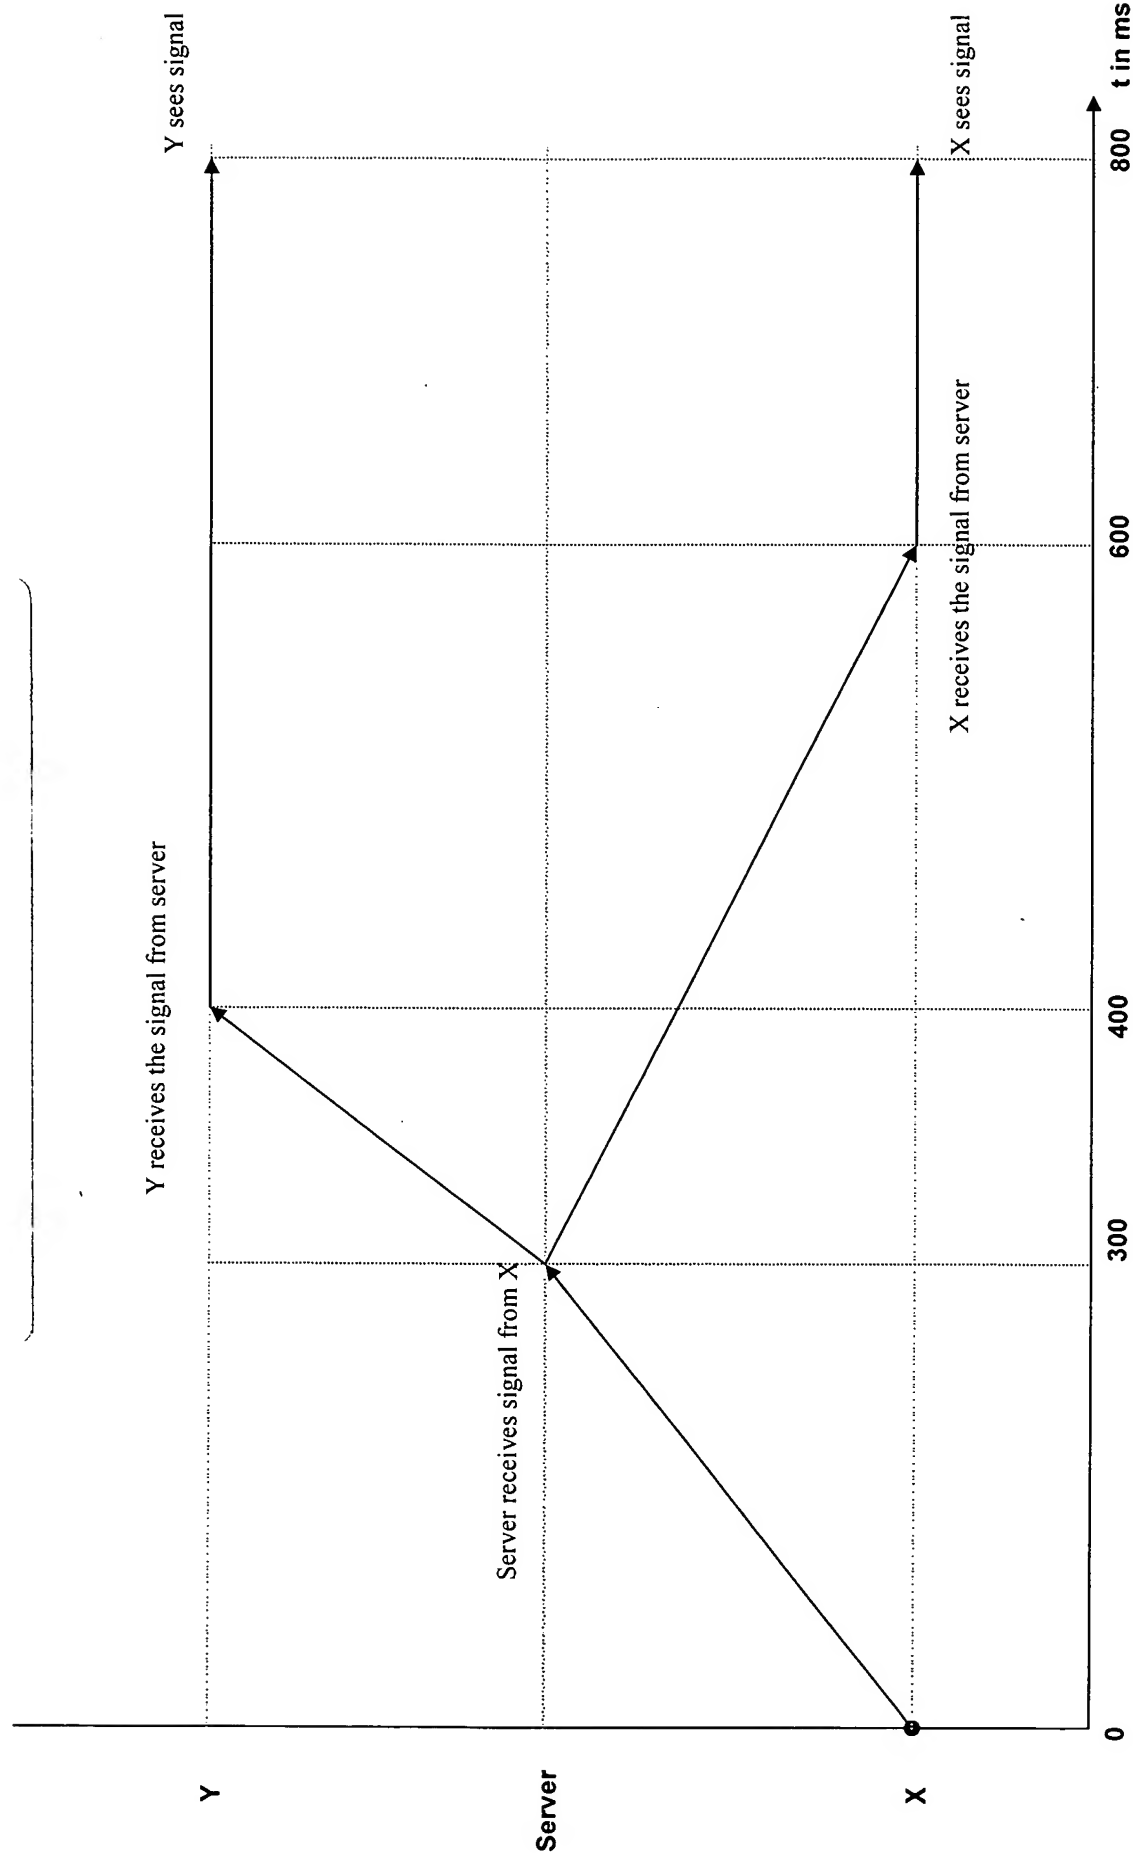 Y sees signal
Y receives the signal from server
Y
Server receives signal from X
Server
X sees signal
X receives the signal from server
X
0
300
400
600
800
t in ms